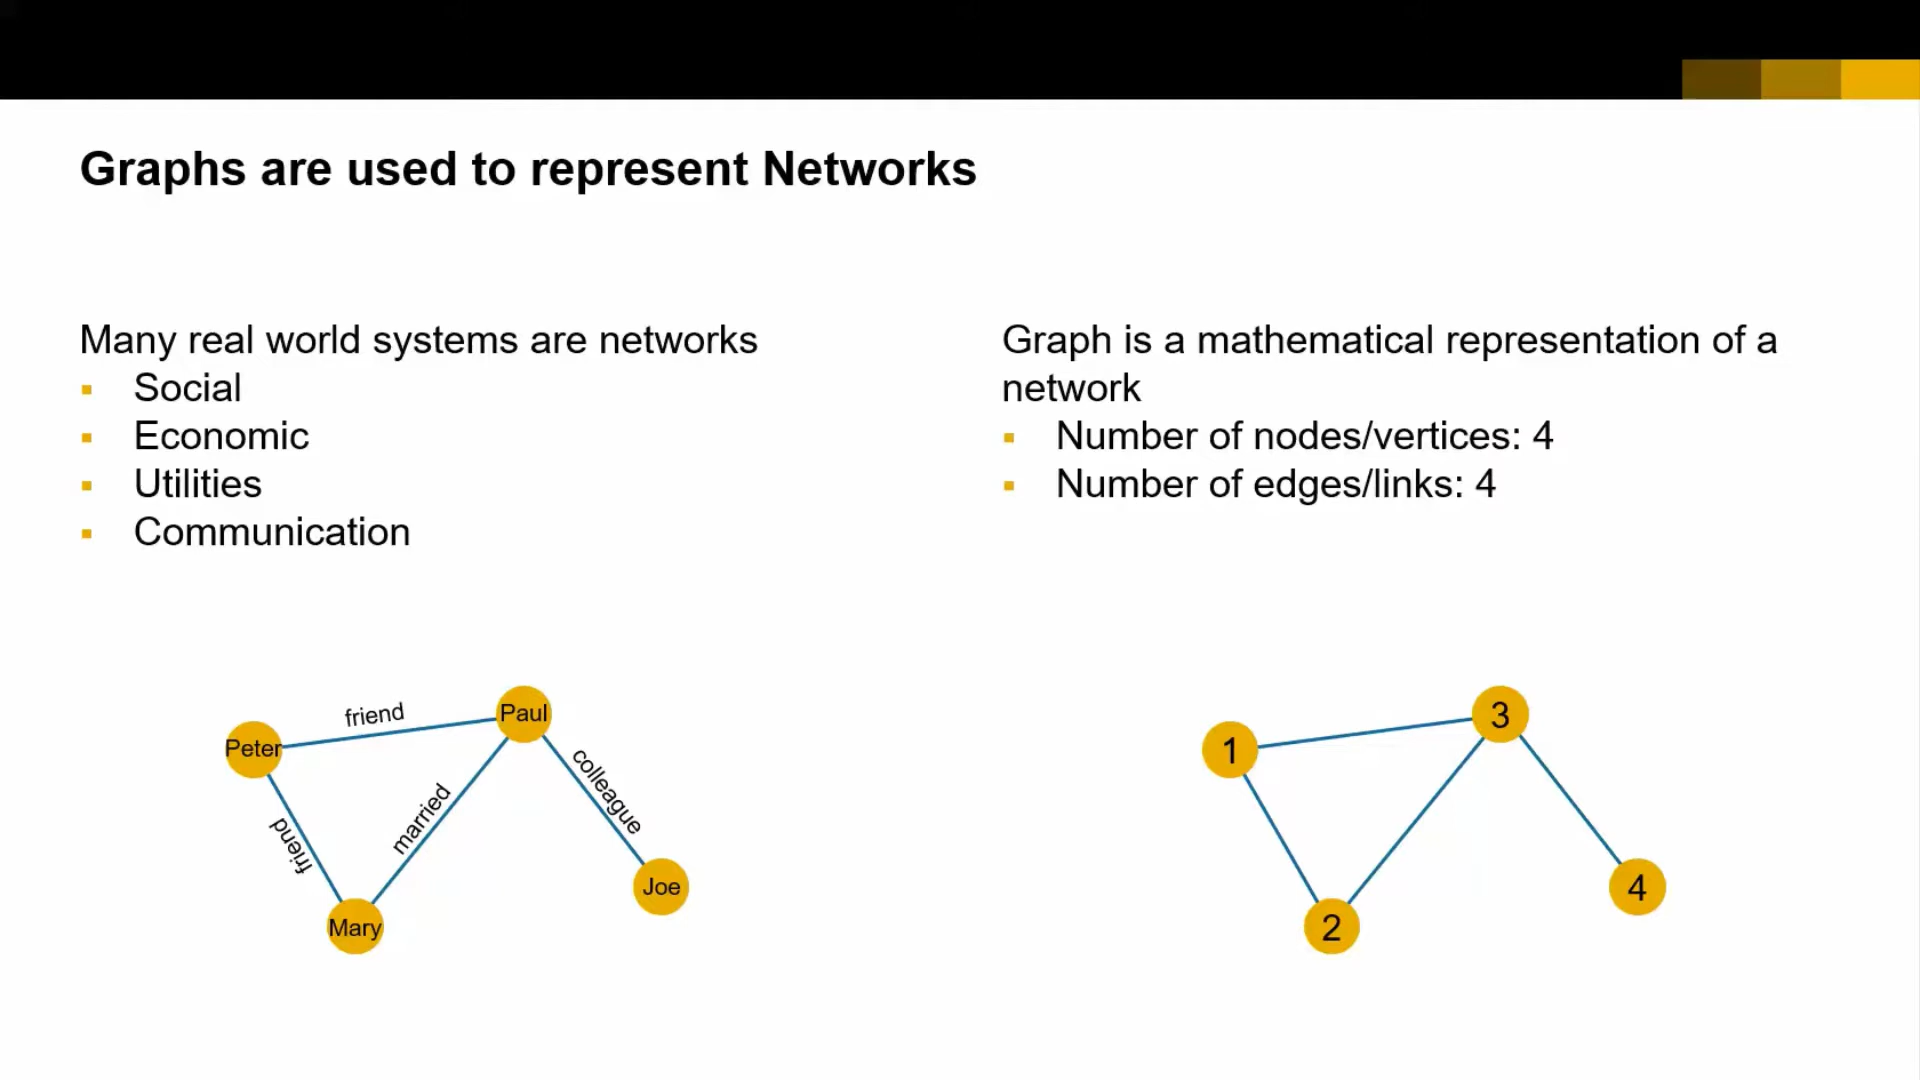 Graphs are used to represent Networks
Many real world systems are networks
▪ Social
▪ Economic
▪ Utilities
▪ Communication
Graph is a mathematical representation of a
network
▪ Number of nodes/vertices: 4
▪ Number of edges/links: 4
Peter
friend
Paul
friend
married
colleague
Mary
Joe
1
3
2
4